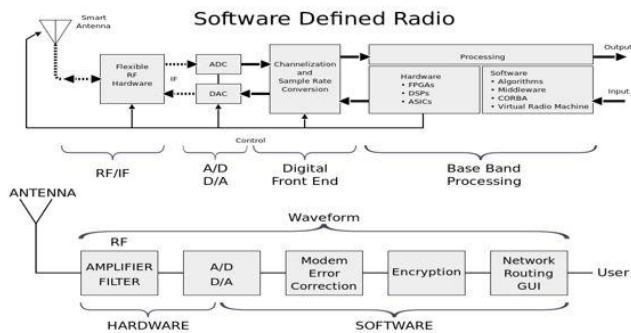 Software Defined Radio
Smart
Antenna
Flexible
RF
Hardware
IF
ADC
DAC
Channelization
and
Sample Rate
Conversion
Processing
Hardware
• FPGAs
• DSPs
• ASICs
Software
• Algorithms
• Middleware
• CORBA
• Virtual Radio Machine
Output
Input
Control
RF/IF
A/D
D/A
Digital
Front End
Base Band
Processing
ANTENNA
Waveform
RF
AMPLIFIER
FILTER
A/D
D/A
Modem
Error
Correction
Encryption
Network
Routing
GUI
User
HARDWARE
SOFTWARE